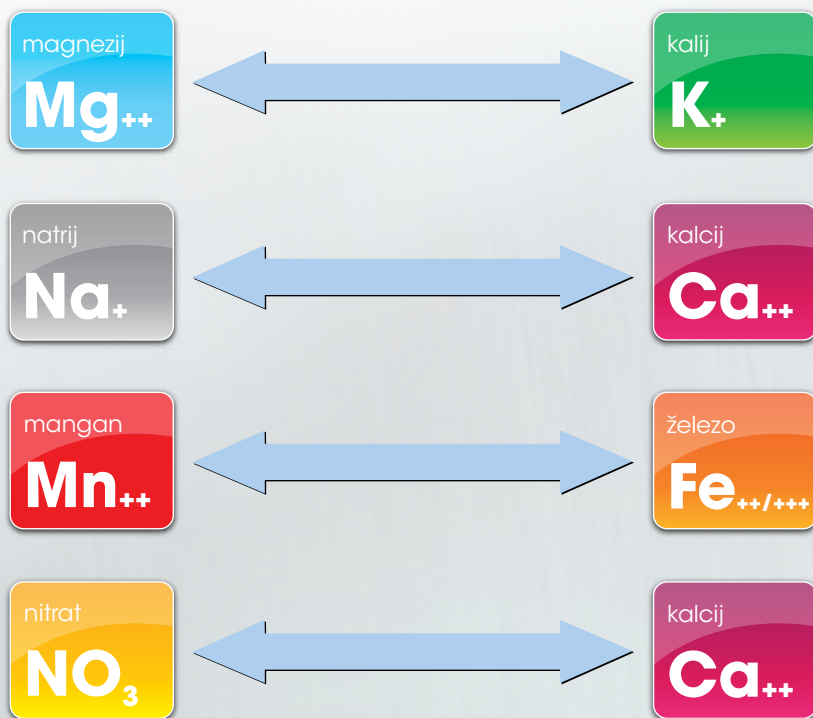 magnezij
Mg++
kalij
K+
natrij
Na+
kalcij
Ca++
mangan
Mn++
železo
Fe++/+++
nitrat
NO3
kalcij
Ca++